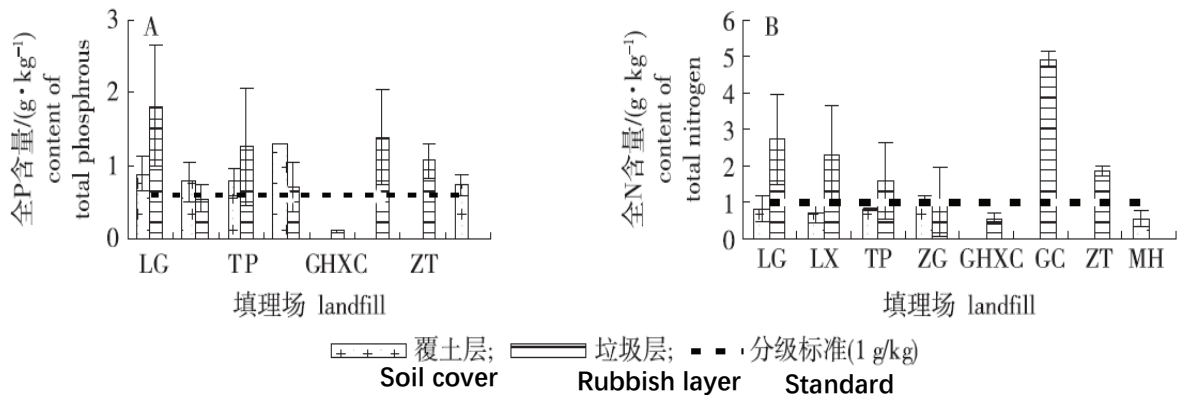 A
3
2
1
0
全P含量/(g·kg⁻¹)
content of
total phosphrous
LG TP GHXC ZT
填理场 landfill
B
6
5
4
3
2
1
0
全N含量/(g·kg⁻¹)
content of
total nitrogen
LG LX TP ZG GHXC GC ZT MH
填理场 landfill
覆土层; 垃圾层; 分级标准(1 g/kg)
Soil cover Rubbish layer Standard